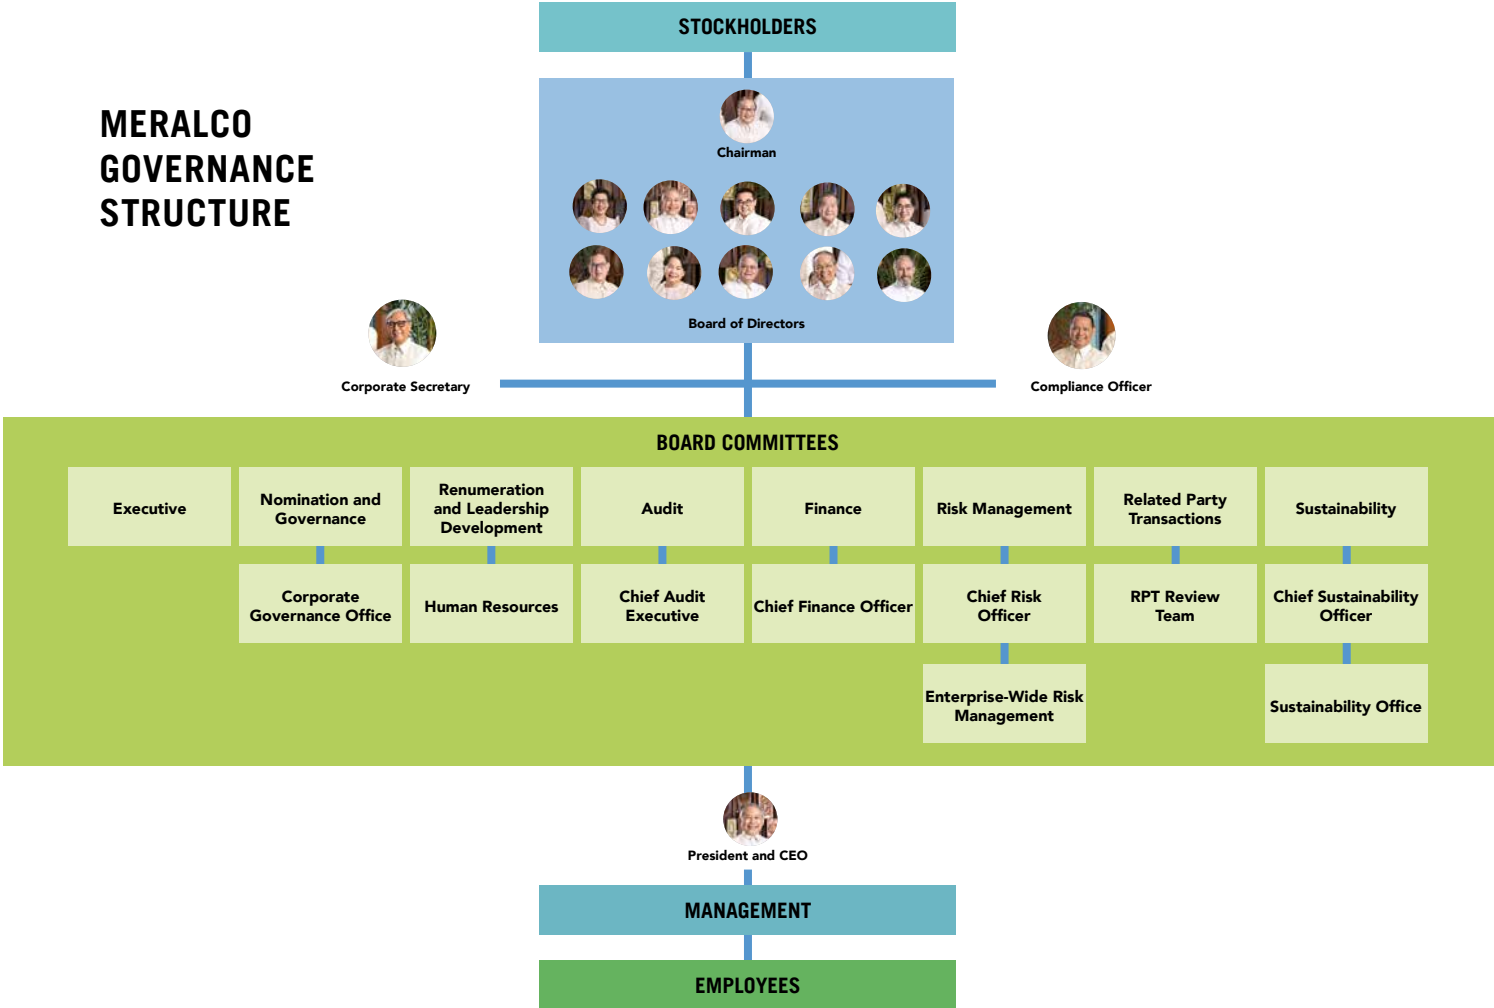 STOCKHOLDERS
MERALCO
GOVERNANCE
STRUCTURE
Chairman
Board of Directors
Corporate Secretary
Compliance Officer
BOARD COMMITTEES
Executive
Nomination and
Governance
Renumeration
and Leadership
Development
Audit
Finance
Risk Management
Related Party
Transactions
Sustainability
Corporate
Governance Office
Human Resources
Chief Audit
Executive
Chief Finance Officer
Chief Risk
Officer
RPT Review
Team
Chief Sustainability
Officer
Enterprise-Wide Risk
Management
Sustainability Office
President and CEO
MANAGEMENT
EMPLOYEES